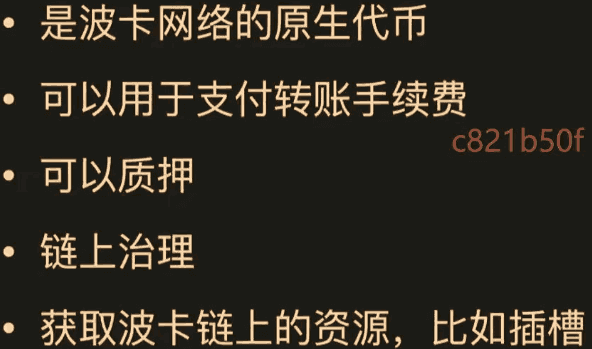 • 是波卡网络的原生代币
• 可以用于支付转账手续费
c821b50f
• 可以质押
• 链上治理
• 获取波卡链上的资源，比如插槽